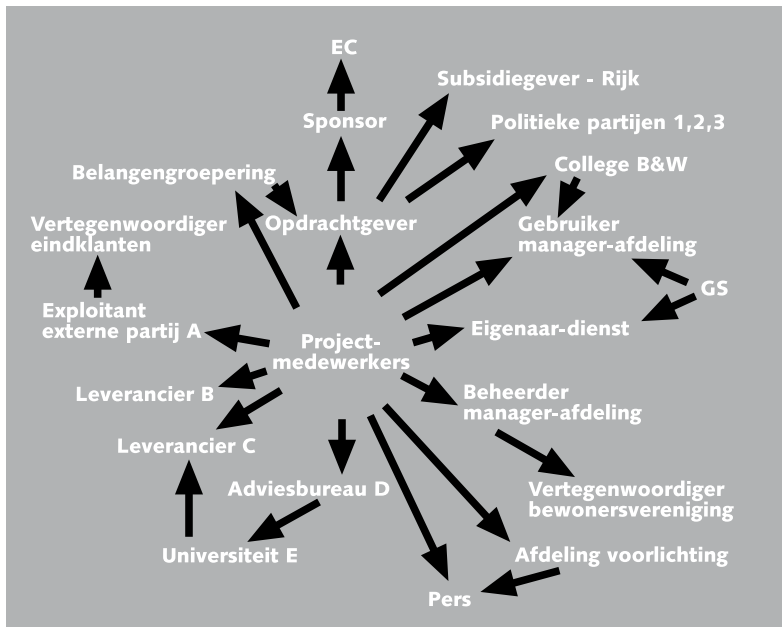 EC
Subsidiegever - Rijk
Sponsor
Politieke partijen 1,2,3
College B&W
Belangengroepering
Vertegenwoordiger
eindklanten
Opdrachtgever
Gebruiker
manager-afdeling
GS
Exploitant
externe partij A
Eigenaar-dienst
Project-
medewerkers
Leverancier B
Beheerder
manager-afdeling
Leverancier C
Adviesbureau D
Vertegenwoordiger
bewonersvereniging
Universiteit E
Afdeling voorlichting
Pers